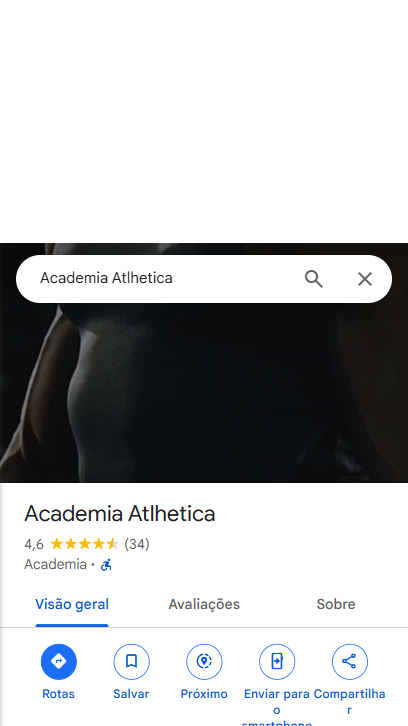 Academia Atlhetica
Academia Atlhetica
4,6 (34)
Academia ·
Visão geral Avaliações Sobre
Rotas Salvar Próximo Enviar para o smartphone Compartilhar